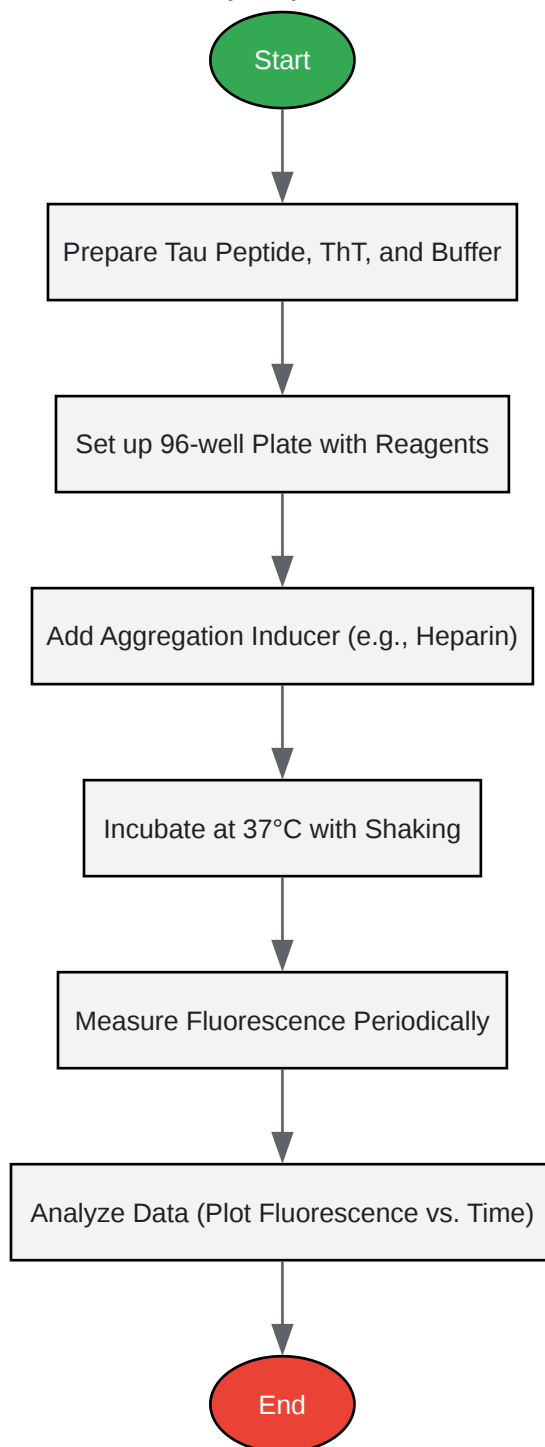 Start
Prepare Tau Peptide, ThT, and Buffer
Set up 96-well Plate with Reagents
Add Aggregation Inducer (e.g., Heparin)
Incubate at 37°C with Shaking
Measure Fluorescence Periodically
Analyze Data (Plot Fluorescence vs. Time)
End